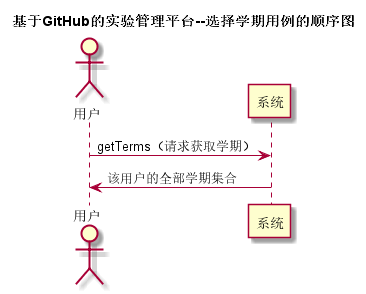 基于GitHub的实验管理平台--选择学期用例的顺序图
用户
系统
getTerms（请求获取学期）
该用户的全部学期集合
用户
系统